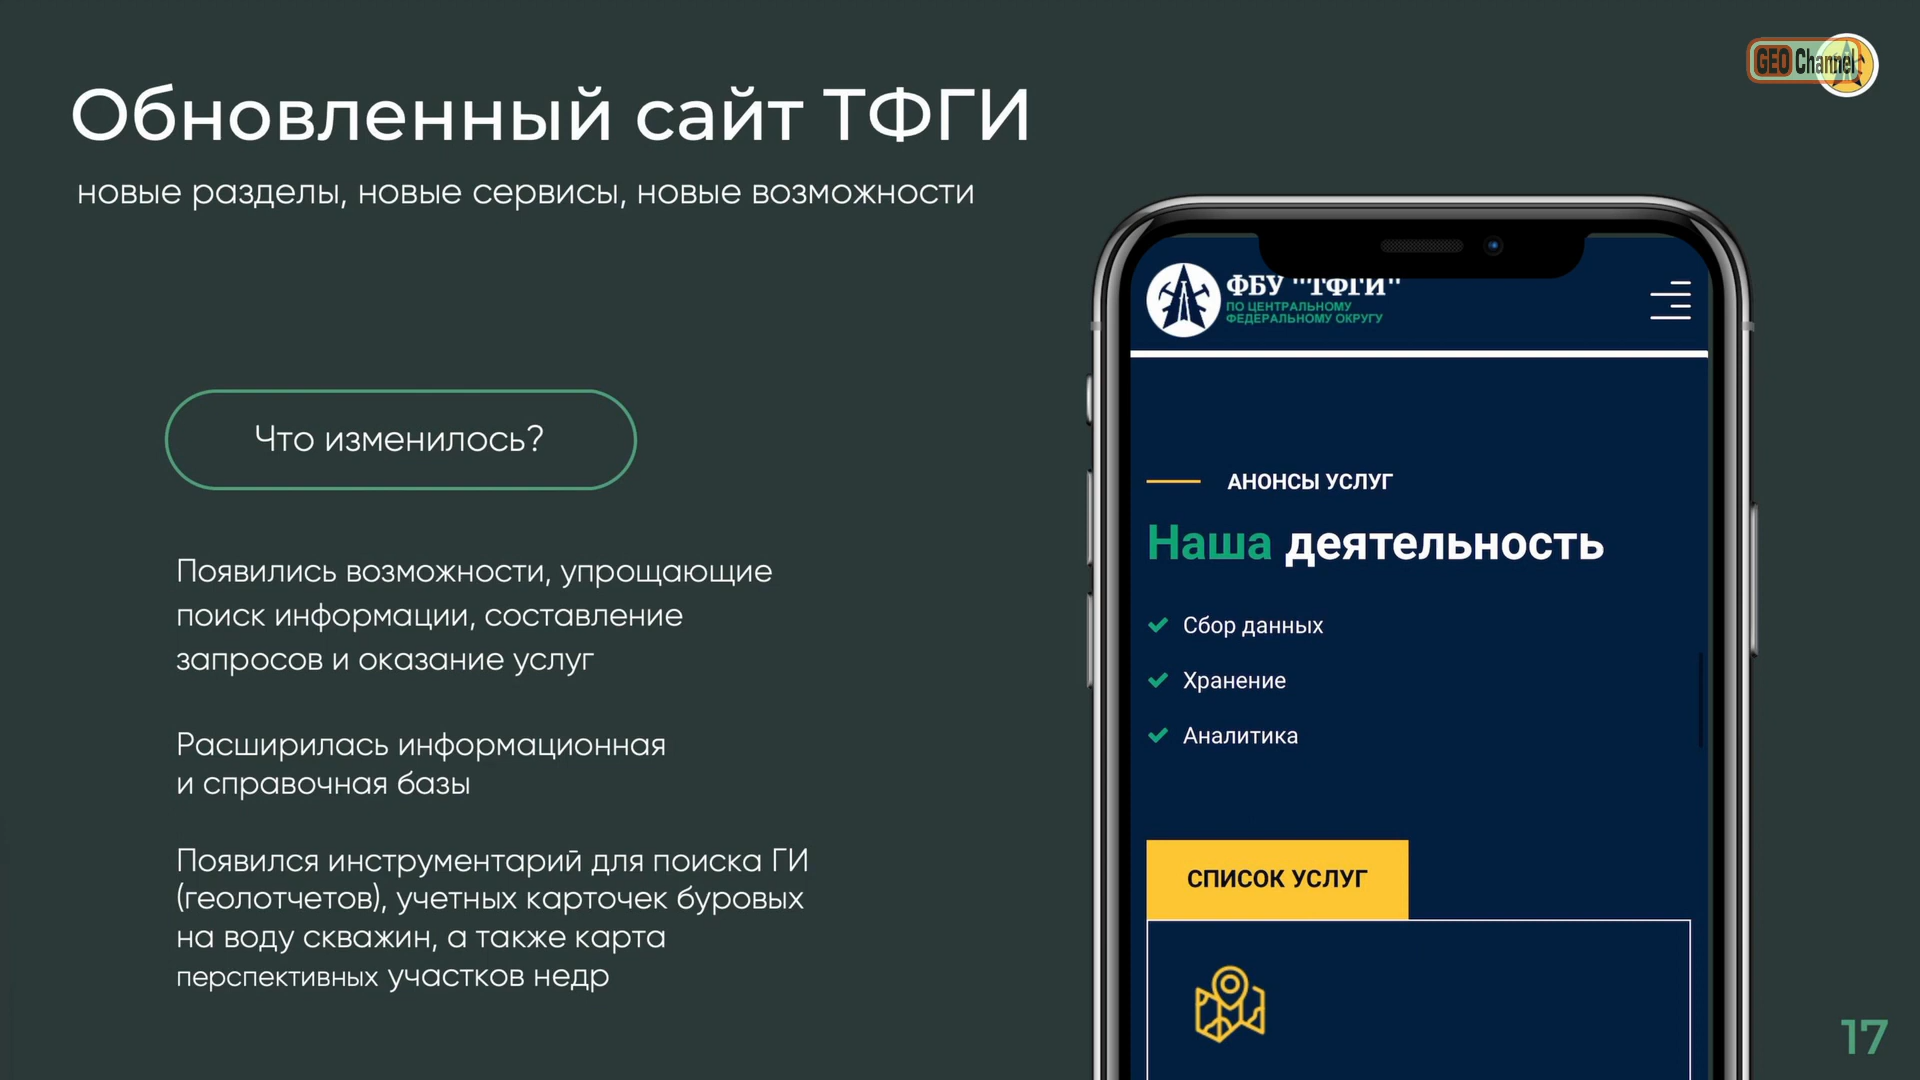 GEO Channel
Обновленный сайт ТФГИ
новые разделы, новые сервисы, новые возможности
Что изменилось?
Появились возможности, упрощающие
поиск информации, составление
запросов и оказание услуг
Расширилась информационная
и справочная базы
Появился инструментарий для поиска ГИ
(геолотчетов), учетных карточек буровых
на воду скважин, а также карта
перспективных участков недр
ФБУ "ТФГИ"
ПО ЦЕНТРАЛЬНОМУ
ФЕДЕРАЛЬНОМУ ОКРУГУ
АНОНСЫ УСЛУГ
Наша деятельность
Сбор данных
Хранение
Аналитика
СПИСОК УСЛУГ
17